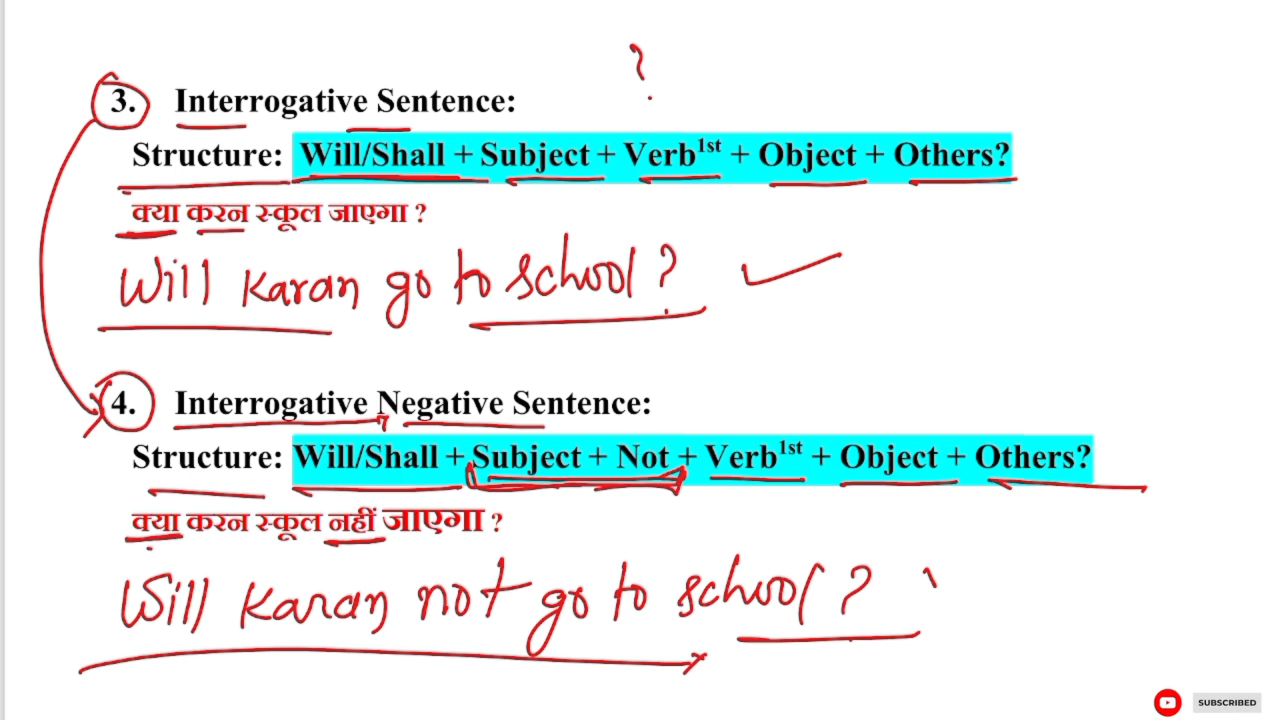 ?
3. Interrogative Sentence:
Structure: Will/Shall + Subject + Verb1st + Object + Others?
क्या करन स्कूल जाएगा ?
Will Karan go to school ?
4. Interrogative Negative Sentence:
Structure: Will/Shall + Subject + Not + Verb1st + Object + Others?
क्या करन स्कूल नहीं जाएगा ?
Will Karan not go to school ?
SUBSCRIBED